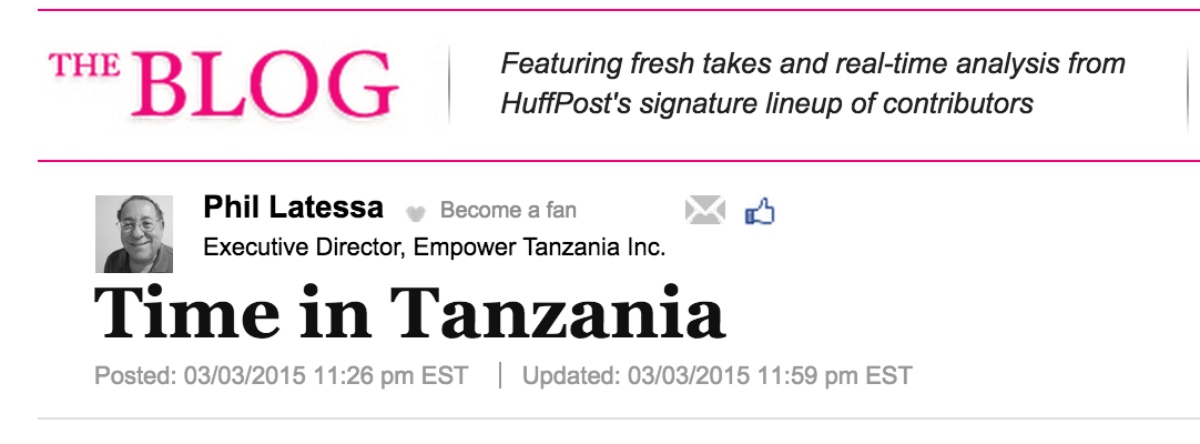 THE BLOG
Featuring fresh takes and real-time analysis from
HuffPost's signature lineup of contributors
Phil Latessa Become a fan
Executive Director, Empower Tanzania Inc.
Time in Tanzania
Posted: 03/03/2015 11:26 pm EST | Updated: 03/03/2015 11:59 pm EST